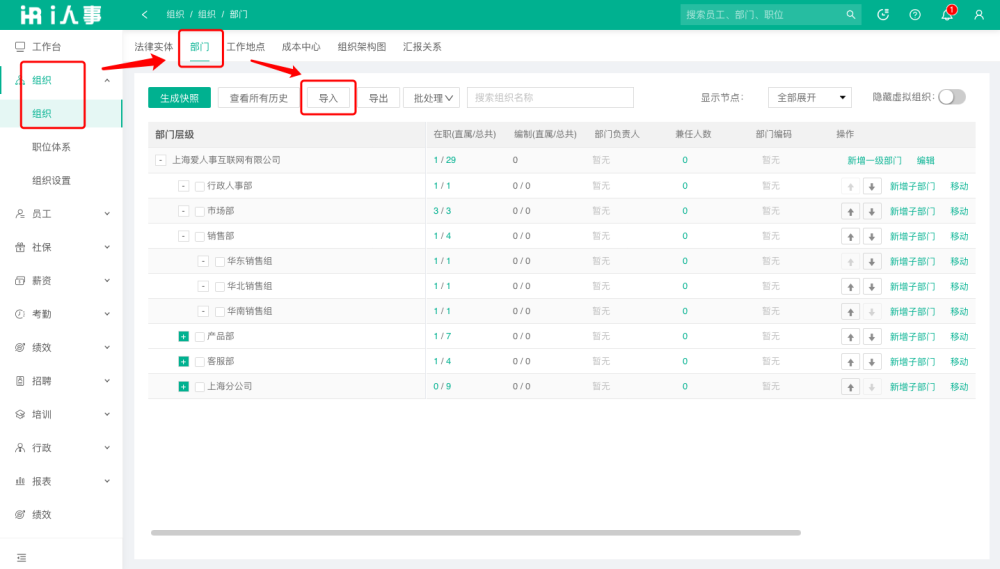 i人事
组织 / 组织 / 部门
搜索员工、部门、职位
1
工作台
组织
组织
职位体系
组织设置
员工
社保
薪资
考勤
绩效
招聘
培训
行政
报表
绩效
法律实体 部门 工作地点 成本中心 组织架构图 汇报关系
生成快照 查看所有历史 导入 导出 批处理 搜索组织名称 显示节点: 全部展开 隐藏虚拟组织:
部门层级 在职(直属/总共) 编制(直属/总共) 部门负责人 兼任人数 部门编码 操作
- 上海爱人事互联网有限公司 1 / 29 0 暂无 0 暂无 新增一级部门 编辑
- 行政人事部 1 / 1 0 / 0 暂无 0 暂无 新增子部门 移动
- 市场部 3 / 3 0 / 0 暂无 0 暂无 新增子部门 移动
- 销售部 1 / 4 0 / 0 暂无 0 暂无 新增子部门 移动
- 华东销售组 1 / 1 0 / 0 暂无 0 暂无 新增子部门 移动
- 华北销售组 1 / 1 0 / 0 暂无 0 暂无 新增子部门 移动
- 华南销售组 1 / 1 0 / 0 暂无 0 暂无 新增子部门 移动
+ 产品部 1 / 7 0 / 0 暂无 0 暂无 新增子部门 移动
+ 客服部 1 / 4 0 / 0 暂无 0 暂无 新增子部门 移动
+ 上海分公司 0 / 9 0 / 0 暂无 0 暂无 新增子部门 移动